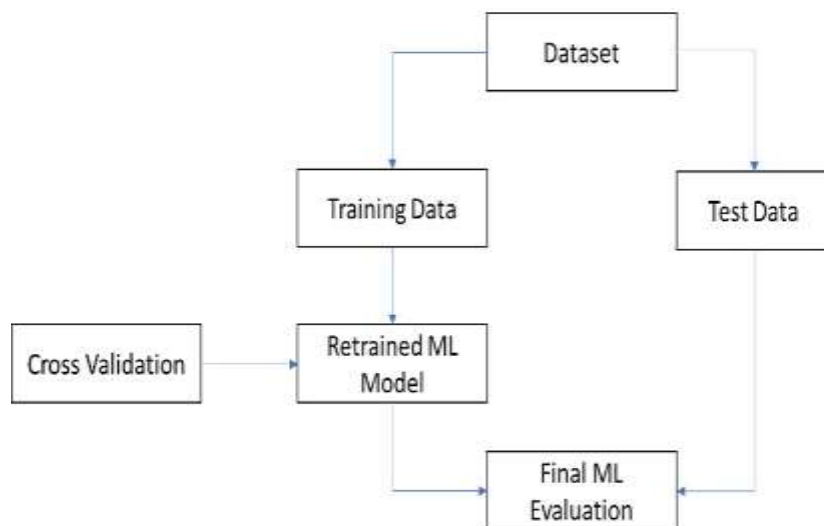 Dataset
Training Data
Test Data
Cross Validation
Retrained ML
Model
Final ML
Evaluation